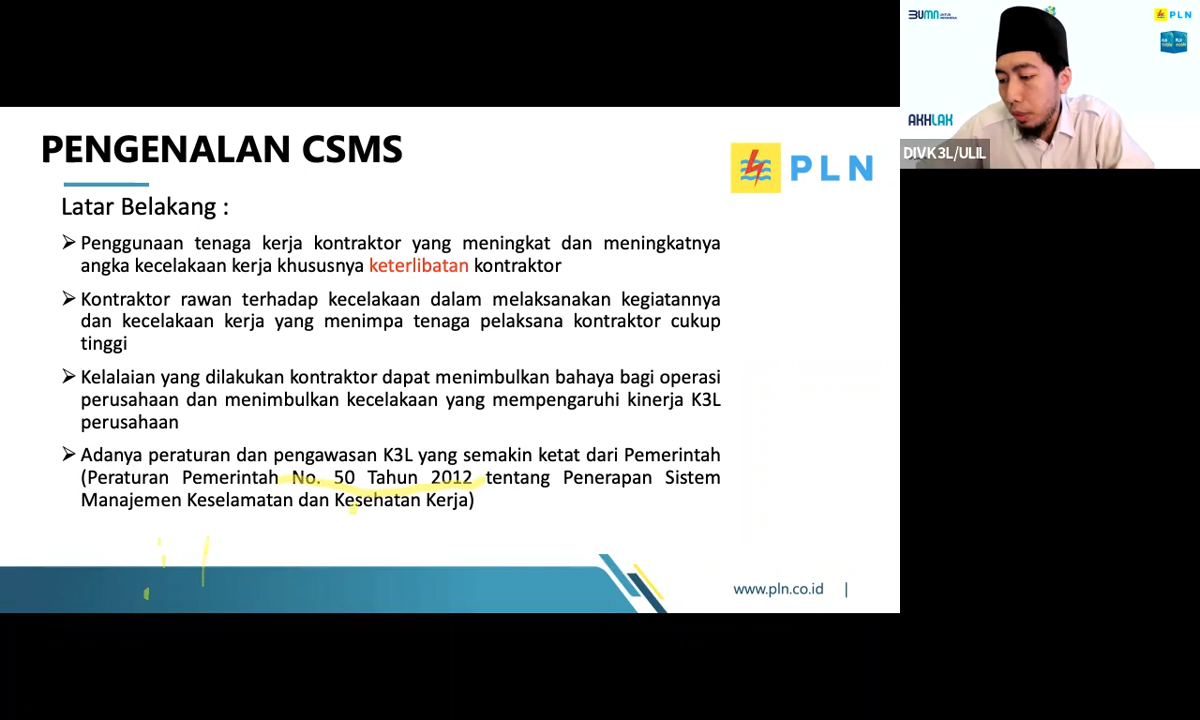 PENGENALAN CSMS
PLN
Latar Belakang :
Penggunaan tenaga kerja kontraktor yang meningkat dan meningkatnya
angka kecelakaan kerja khususnya keterlibatan kontraktor
Kontraktor rawan terhadap kecelakaan dalam melaksanakan kegiatannya
dan kecelakaan kerja yang menimpa tenaga pelaksana kontraktor cukup
tinggi
Kelalaian yang dilakukan kontraktor dapat menimbulkan bahaya bagi operasi
perusahaan dan menimbulkan kecelakaan yang mempengaruhi kinerja K3L
perusahaan
Adanya peraturan dan pengawasan K3L yang semakin ketat dari Pemerintah
(Peraturan Pemerintah No. 50 Tahun 2012 tentang Penerapan Sistem
Manajemen Keselamatan dan Kesehatan Kerja)
www.pln.co.id |
BUMN
PLN
AKHLAK
DIVK3L/ULIL